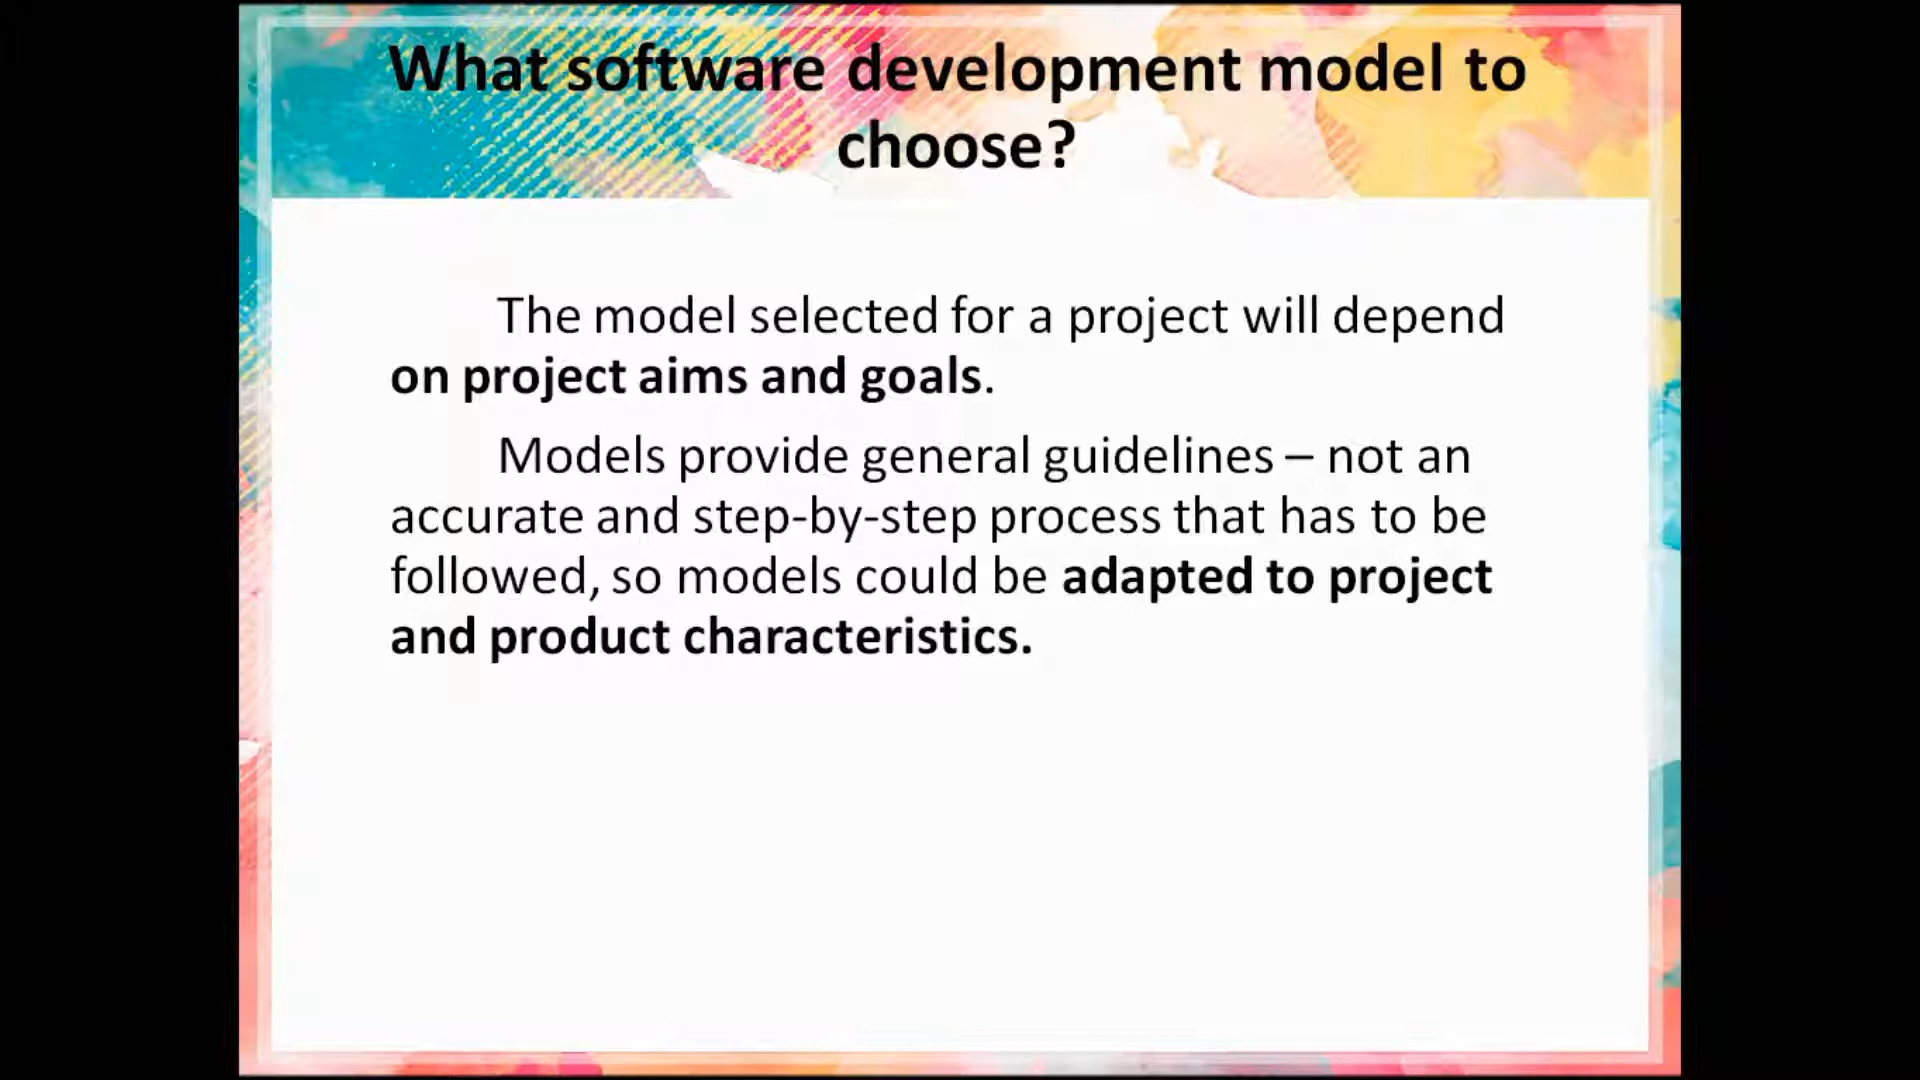 What software development model to
choose?
The model selected for a project will depend
on project aims and goals.
Models provide general guidelines – not an
accurate and step-by-step process that has to be
followed, so models could be adapted to project
and product characteristics.